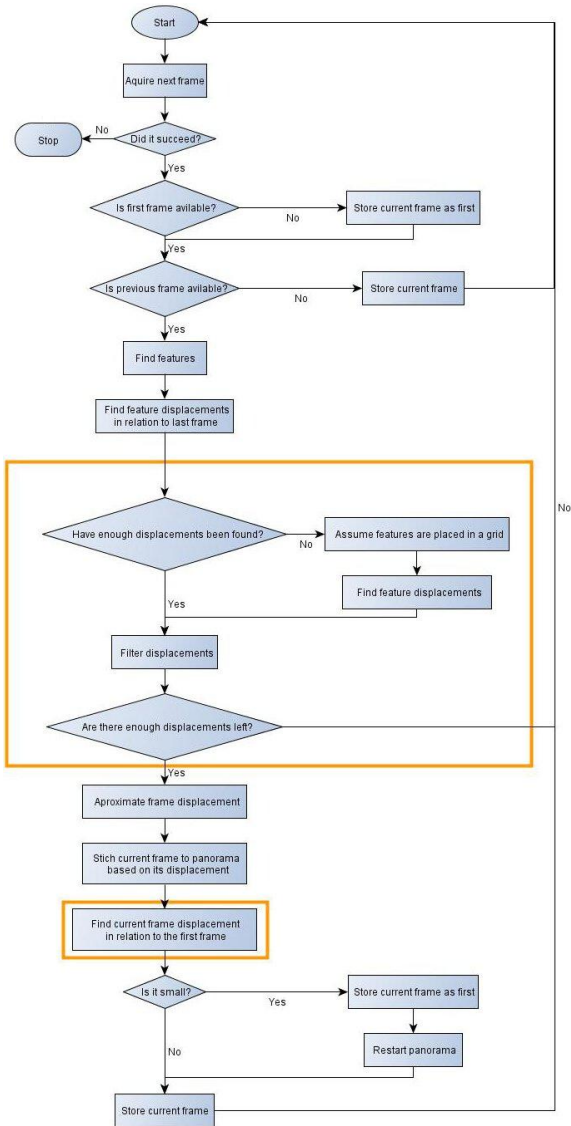 Start
Aquire next frame
No
Stop
Did it succeed?
Yes
Is first frame avilable?
No
Store current frame as first
Yes
Is previous frame avilable?
No
Store current frame
Yes
Find features
Find feature displacements
in relation to last frame
No
Have enough displacements been found?
No
Assume features are placed in a grid
Find feature displacements
Yes
Filter displacements
Are there enough displacements left?
Yes
Aproximate frame displacement
Stich current frame to panorama
based on its displacement
Find current frame displacement
in relation to the first frame
Is it small?
Yes
Store current frame as first
Restart panorama
No
Store current frame